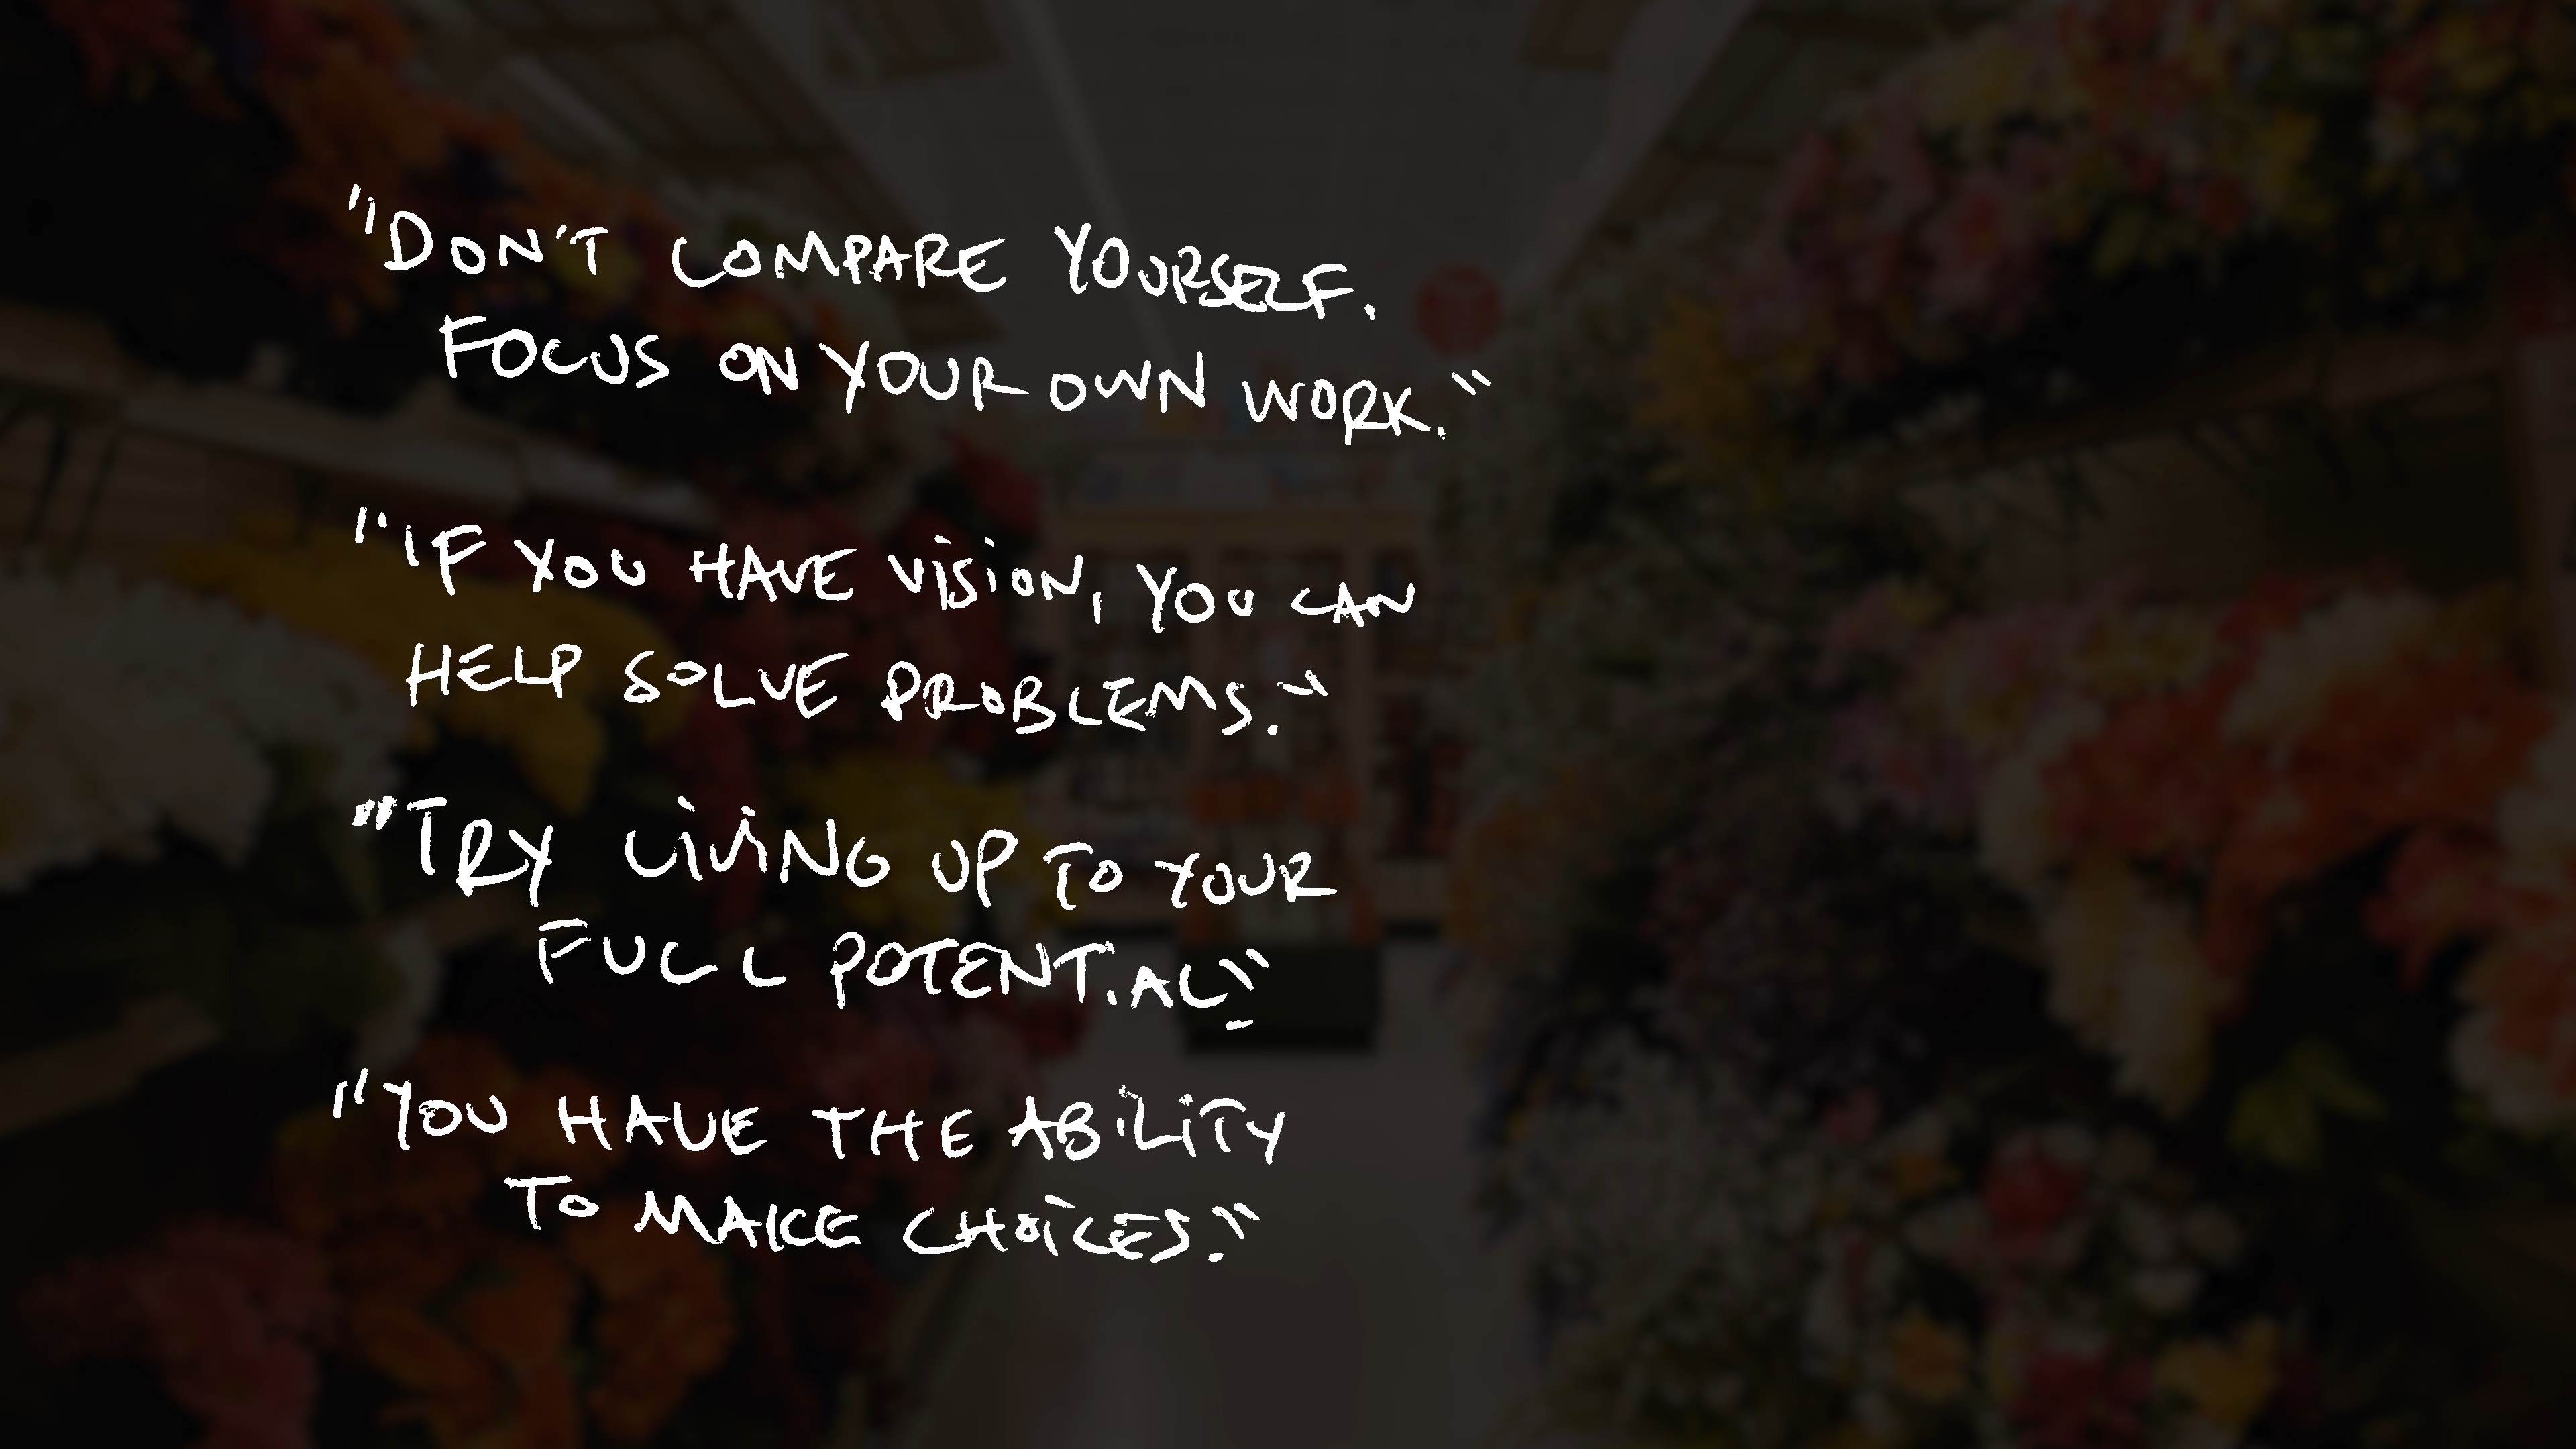 "DON'T COMPARE YOURSELF.
FOCUS ON YOUR OWN WORK."
"IF YOU HAVE VISION, YOU CAN
HELP SOLVE PROBLEMS."
"TRY LIVING UP TO YOUR
FULL POTENTIAL."
"YOU HAVE THE ABILITY
TO MAKE CHOICES."